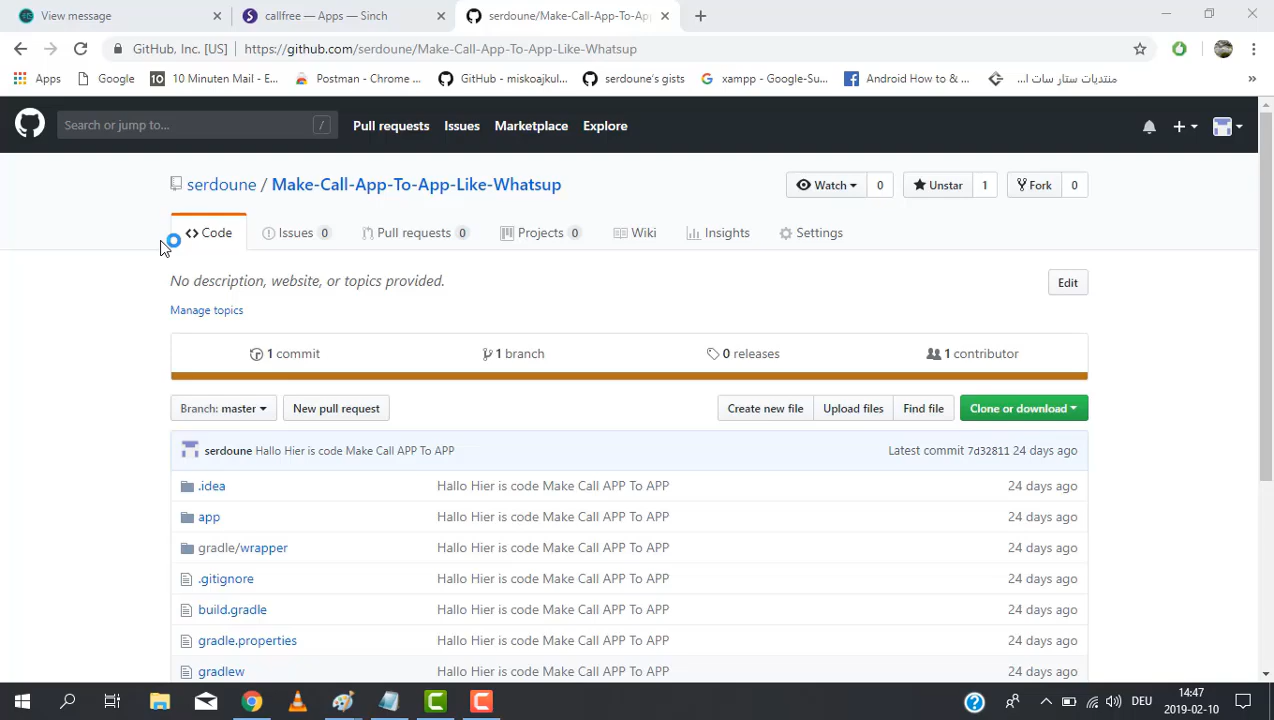 View message
callfree — Apps — Sinch
serdoune/Make-Call-App-To-App-
GitHub, Inc. [US]
https://github.com/serdoune/Make-Call-App-To-App-Like-Whatsup
Apps
Google
10 10 Minuten Mail - E...
Postman - Chrome ...
GitHub - miskoajkul...
serdoune's gists
xampp - Google-Su...
Android How to & ...
منتديات ستار سات ا...
»
Search or jump to...
/
Pull requests
Issues
Marketplace
Explore
serdoune / Make-Call-App-To-App-Like-Whatsup
Watch 0
Unstar 1
Fork 0
Code
Issues 0
Pull requests 0
Projects 0
Wiki
Insights
Settings
No description, website, or topics provided.
Edit
Manage topics
1 commit
1 branch
0 releases
1 contributor
Branch: master
New pull request
Create new file
Upload files
Find file
Clone or download
serdoune Hallo Hier is code Make Call APP To APP
Latest commit 7d32811 24 days ago
.idea
Hallo Hier is code Make Call APP To APP
24 days ago
app
Hallo Hier is code Make Call APP To APP
24 days ago
gradle/wrapper
Hallo Hier is code Make Call APP To APP
24 days ago
.gitignore
Hallo Hier is code Make Call APP To APP
24 days ago
build.gradle
Hallo Hier is code Make Call APP To APP
24 days ago
gradle.properties
Hallo Hier is code Make Call APP To APP
24 days ago
gradlew
Hallo Hier is code Make Call APP To APP
24 days ago
DEU
14:47
2019-02-10